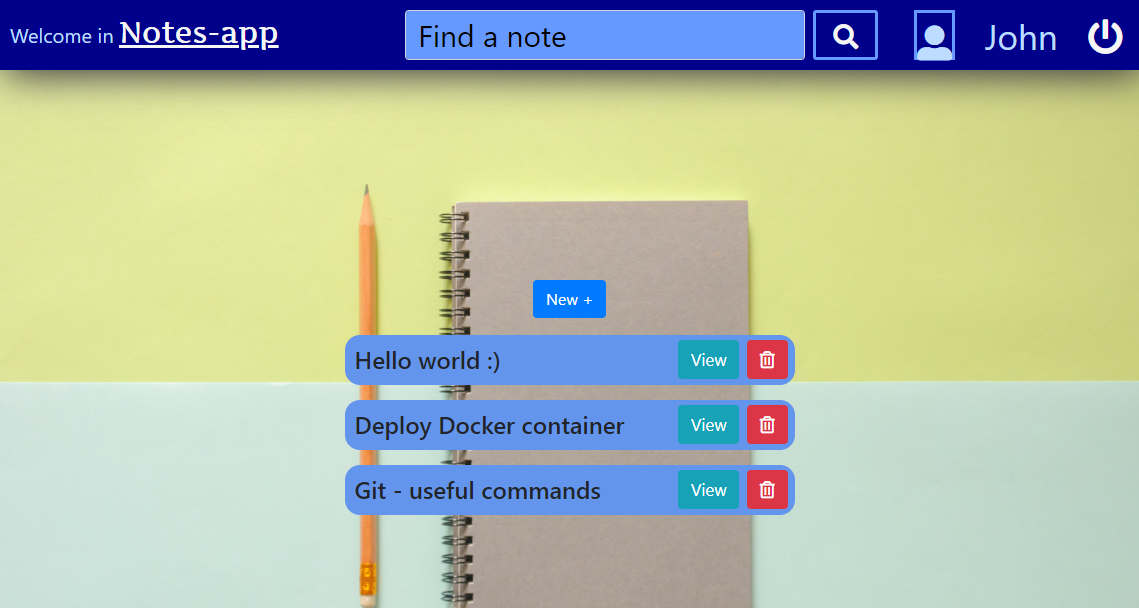 Welcome in Notes-app
Find a note
John
New +
Hello world :)
View
Deploy Docker container
View
Git - useful commands
View